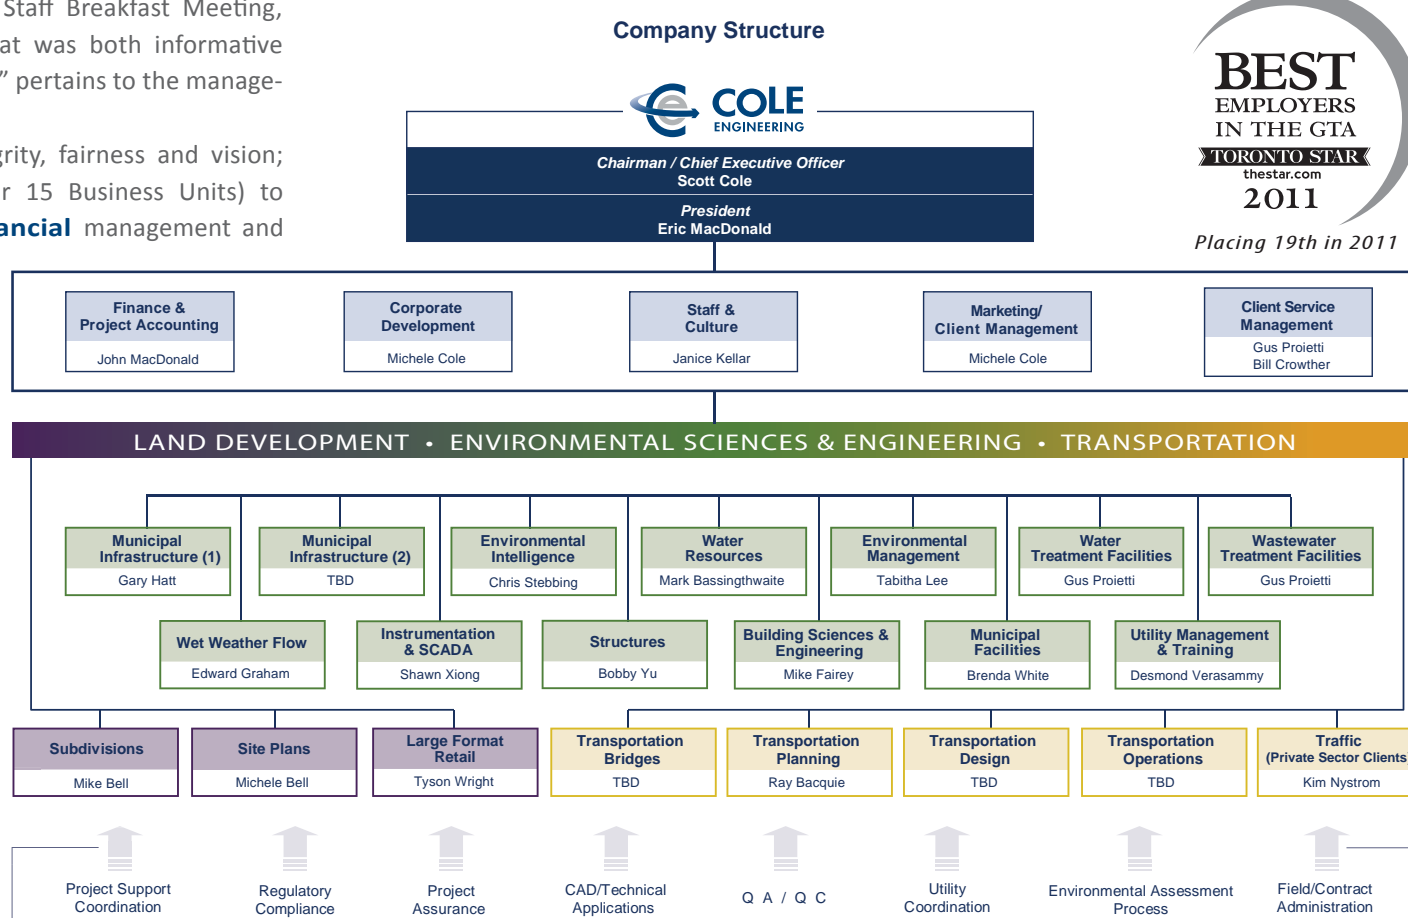 Staff Breakfast Meeting,
at was both informative
” pertains to the manage-
grity, fairness and vision;
r 15 Business Units) to
ancial management and
Company Structure
COLE
ENGINEERING
Chairman / Chief Executive Officer
Scott Cole
President
Eric MacDonald
BEST
EMPLOYERS
IN THE GTA
TORONTO STAR
thestar.com
2011
Placing 19th in 2011
Finance &
Project Accounting
John MacDonald
Corporate
Development
Michele Cole
Staff &
Culture
Janice Kellar
Marketing/
Client Management
Michele Cole
Client Service
Management
Gus Proietti
Bill Crowther
LAND DEVELOPMENT • ENVIRONMENTAL SCIENCES & ENGINEERING • TRANSPORTATION
Municipal
Infrastructure (1)
Gary Hatt
Municipal
Infrastructure (2)
TBD
Environmental
Intelligence
Chris Stebbing
Water
Resources
Mark Bassingthwaite
Environmental
Management
Tabitha Lee
Water
Treatment Facilities
Gus Proietti
Wastewater
Treatment Facilities
Gus Proietti
Wet Weather Flow
Edward Graham
Instrumentation
& SCADA
Shawn Xiong
Structures
Bobby Yu
Building Sciences &
Engineering
Mike Fairey
Municipal
Facilities
Brenda White
Utility Management
& Training
Desmond Verasammy
Subdivisions
Mike Bell
Site Plans
Michele Bell
Large Format
Retail
Tyson Wright
Transportation
Bridges
TBD
Transportation
Planning
Ray Bacquie
Transportation
Design
TBD
Transportation
Operations
TBD
Traffic
(Private Sector Clients)
Kim Nystrom
Project Support
Coordination
Regulatory
Compliance
Project
Assurance
CAD/Technical
Applications
Q A / Q C
Utility
Coordination
Environmental Assessment
Process
Field/Contract
Administration